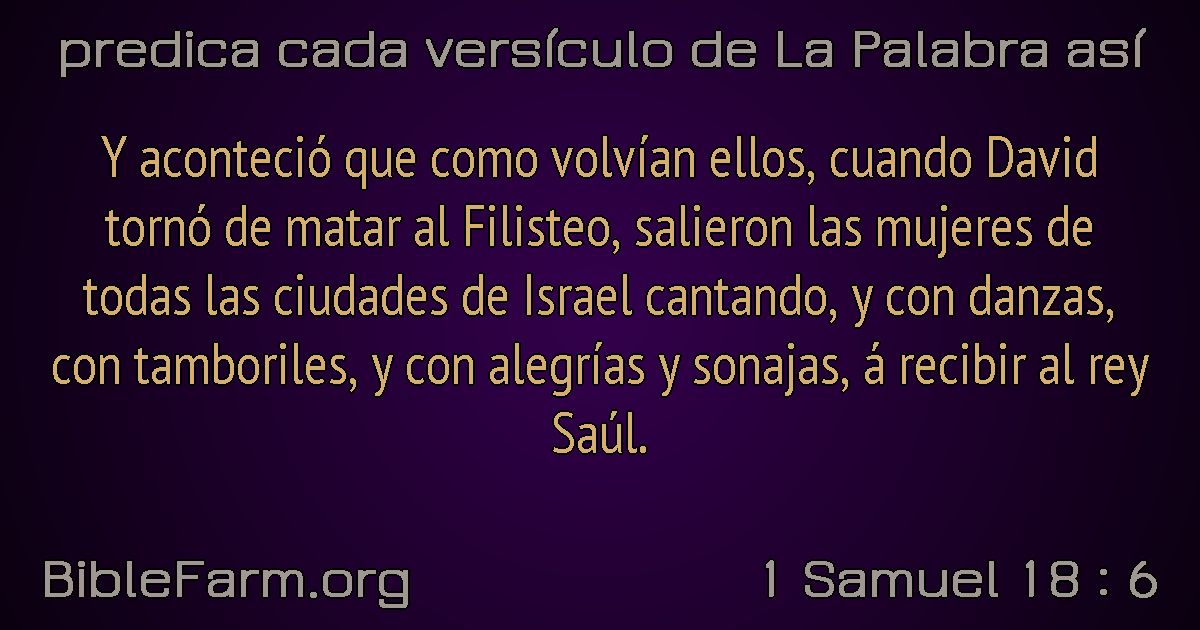 predica cada versículo de La Palabra así
Y aconteció que como volvían ellos, cuando David
tornó de matar al Filisteo, salieron las mujeres de
todas las ciudades de Israel cantando, y con danzas,
con tamboriles, y con alegrías y sonajas, á recibir al rey
Saúl.
BibleFarm.org
1 Samuel 18 : 6